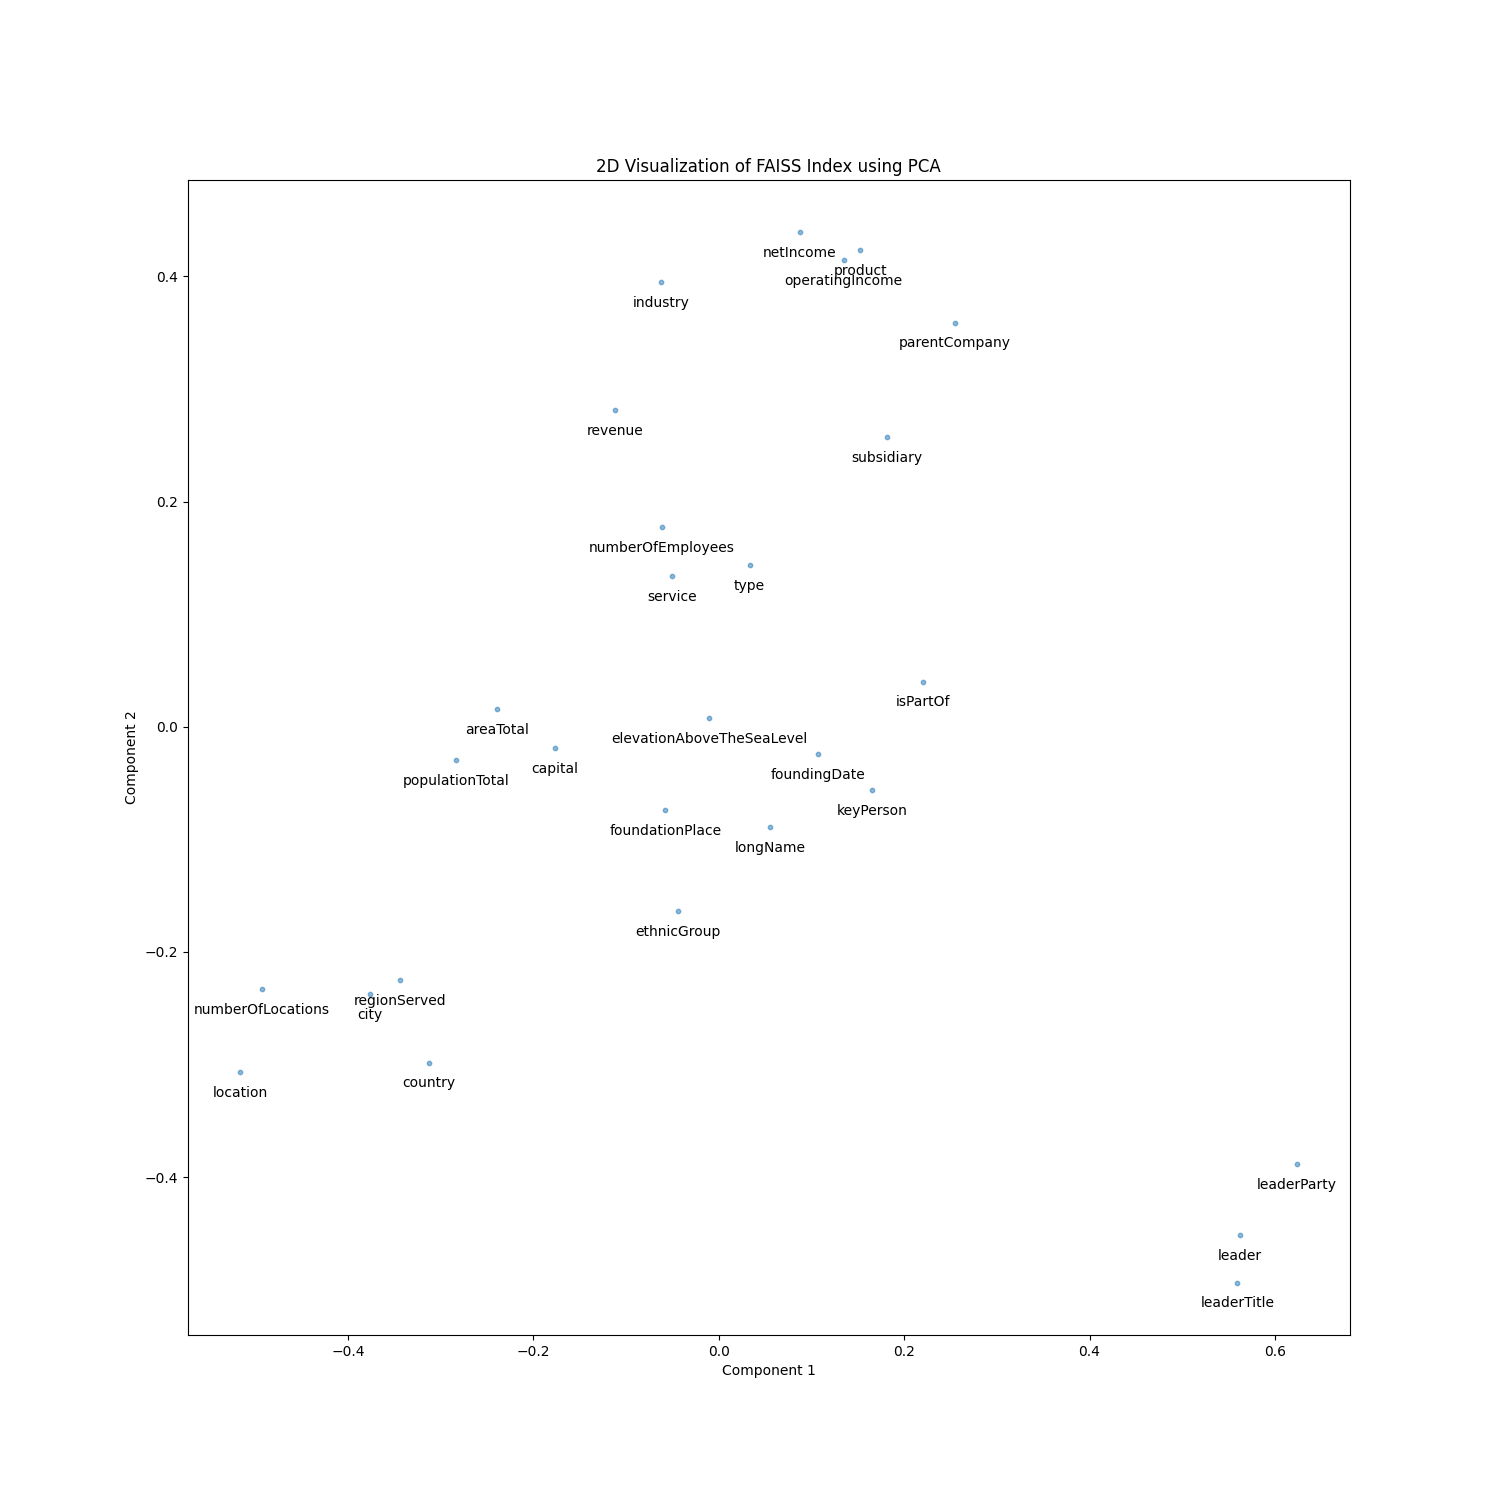 2D Visualization of FAISS Index using PCA
netIncome
product
operatingIncome
industry
parentCompany
revenue
subsidiary
numberOfEmployees
type
service
isPartOf
areaTotal
elevationAboveTheSeaLevel
capital
foundingDate
populationTotal
keyPerson
foundationPlace
longName
ethnicGroup
regionServed
numberOfLocations
city
country
location
leaderParty
leader
leaderTitle
0.4
0.2
0.0
−0.2
−0.4
Component 2
−0.4 −0.2 0.0 0.2 0.4 0.6
Component 1